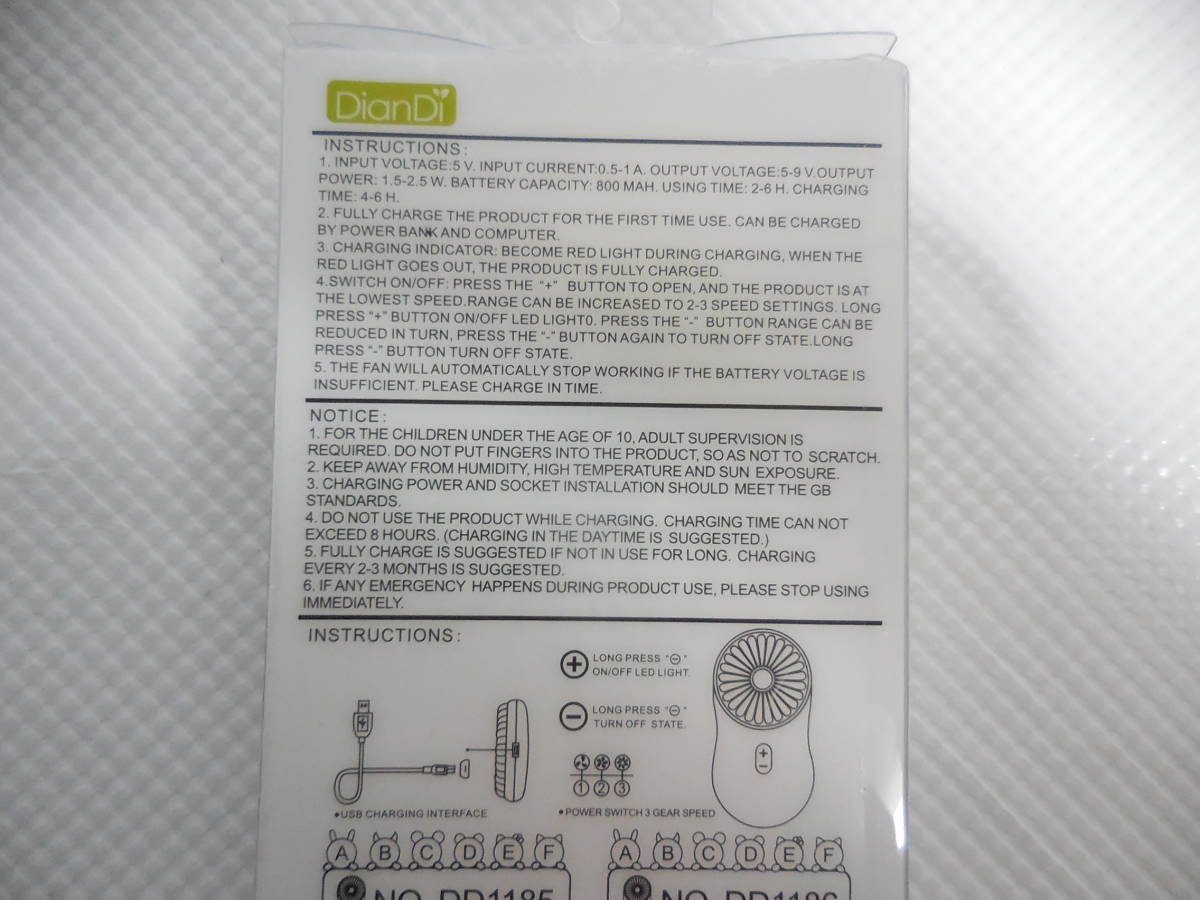 DianDi
INSTRUCTIONS:
1. INPUT VOLTAGE:5 V. INPUT CURRENT:0.5-1 A. OUTPUT VOLTAGE:5-9 V.OUTPUT
POWER: 1.5-2.5 W. BATTERY CAPACITY: 800 MAH. USING TIME: 2-6 H. CHARGING
TIME: 4-6 H.
2. FULLY CHARGE THE PRODUCT FOR THE FIRST TIME USE. CAN BE CHARGED
BY POWER BANK AND COMPUTER.
3. CHARGING INDICATOR: BECOME RED LIGHT DURING CHARGING, WHEN THE
RED LIGHT GOES OUT, THE PRODUCT IS FULLY CHARGED.
4.SWITCH ON/OFF: PRESS THE "+" BUTTON TO OPEN, AND THE PRODUCT IS AT
THE LOWEST SPEED.RANGE CAN BE INCREASED TO 2-3 SPEED SETTINGS. LONG
PRESS "+" BUTTON ON/OFF LED LIGHT0. PRESS THE "-" BUTTON RANGE CAN BE
REDUCED IN TURN, PRESS THE "-" BUTTON AGAIN TO TURN OFF STATE.LONG
PRESS "-" BUTTON TURN OFF STATE.
5. THE FAN WILL AUTOMATICALLY STOP WORKING IF THE BATTERY VOLTAGE IS
INSUFFICIENT. PLEASE CHARGE IN TIME.
NOTICE:
1. FOR THE CHILDREN UNDER THE AGE OF 10, ADULT SUPERVISION IS
REQUIRED. DO NOT PUT FINGERS INTO THE PRODUCT, SO AS NOT TO SCRATCH.
2. KEEP AWAY FROM HUMIDITY, HIGH TEMPERATURE AND SUN EXPOSURE.
3. CHARGING POWER AND SOCKET INSTALLATION SHOULD MEET THE GB
STANDARDS.
4. DO NOT USE THE PRODUCT WHILE CHARGING. CHARGING TIME CAN NOT
EXCEED 8 HOURS. (CHARGING IN THE DAYTIME IS SUGGESTED.)
5. FULLY CHARGE IS SUGGESTED IF NOT IN USE FOR LONG. CHARGING
EVERY 2-3 MONTHS IS SUGGESTED.
6. IF ANY EMERGENCY HAPPENS DURING PRODUCT USE, PLEASE STOP USING
IMMEDIATELY.
INSTRUCTIONS:
⊕ LONG PRESS "⊖"
ON/OFF LED LIGHT.
⊖ LONG PRESS "⊖"
TURN OFF STATE.
+
−
① ② ③
•USB CHARGING INTERFACE
•POWER SWITCH 3 GEAR SPEED
A B C D E F
A B C D E F
NO. DD1185
NO. DD1186